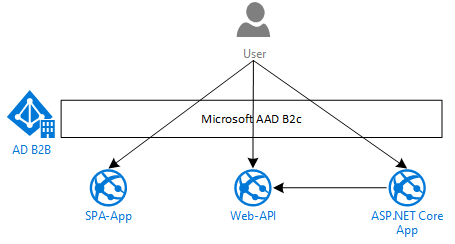 User
Microsoft AAD B2c
AD B2B
SPA-App
Web-API
ASP.NET Core
App